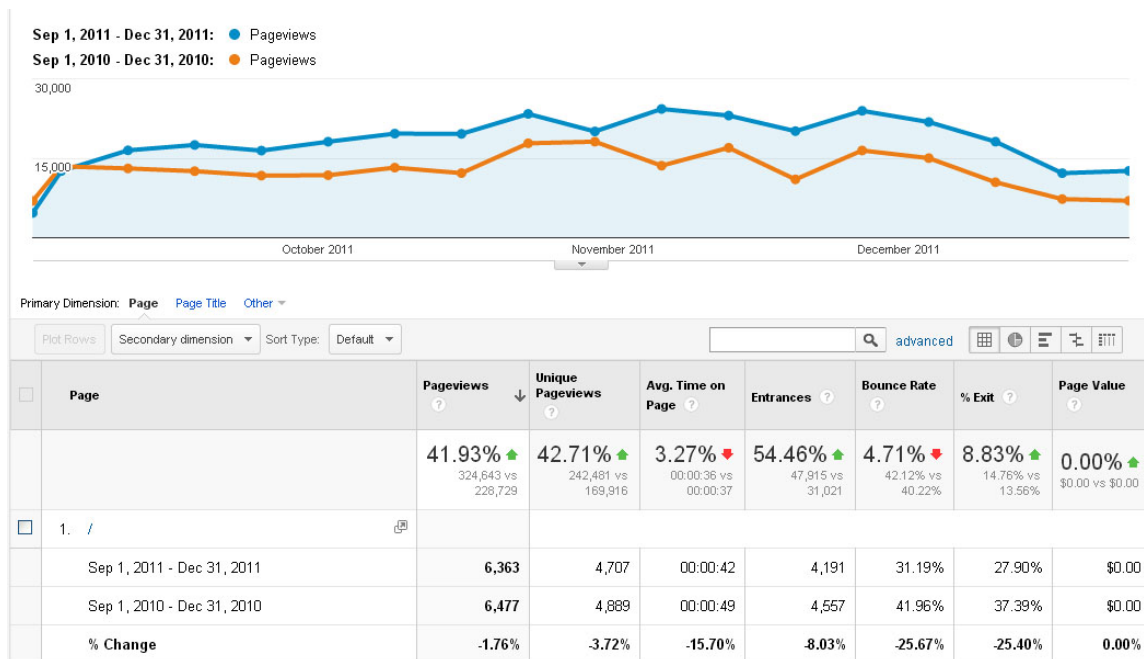 Sep 1, 2011 - Dec 31, 2011: Pageviews
Sep 1, 2010 - Dec 31, 2010: Pageviews
30,000
15,000
October 2011 November 2011 December 2011
Primary Dimension: Page Page Title Other
Plot Rows Secondary dimension Sort Type: Default advanced
Page Pageviews ? Unique Pageviews ? Avg. Time on Page ? Entrances ? Bounce Rate ? % Exit ? Page Value ?
41.93% 42.71% 3.27% 54.46% 4.71% 8.83% 0.00%
324,643 vs 228,729 242,481 vs 169,916 00:00:36 vs 00:00:37 47,915 vs 31,021 42.12% vs 40.22% 14.76% vs 13.56% $0.00 vs $0.00
1. /
Sep 1, 2011 - Dec 31, 2011 6,363 4,707 00:00:42 4,191 31.19% 27.90% $0.00
Sep 1, 2010 - Dec 31, 2010 6,477 4,889 00:00:49 4,557 41.96% 37.39% $0.00
% Change -1.76% -3.72% -15.70% -8.03% -25.67% -25.40% 0.00%